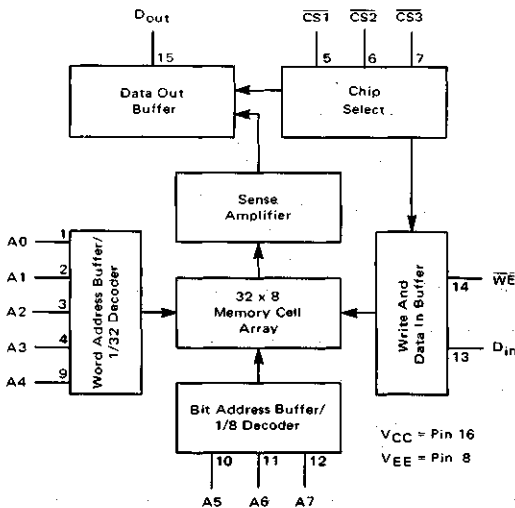 Dout
CS1 CS2 CS3
15
5 6 7
Data Out
Buffer
Chip
Select
Sense
Amplifier
A0 1
A1 2
A2 3
A3 4
A4 9
Word Address Buffer/
1/32 Decoder
32 x 8
Memory Cell
Array
Write And
Data In Buffer
14 WE
13 Din
Bit Address Buffer/
1/8 Decoder
10 11 12
A5 A6 A7
VCC = Pin 16
VEE = Pin 8